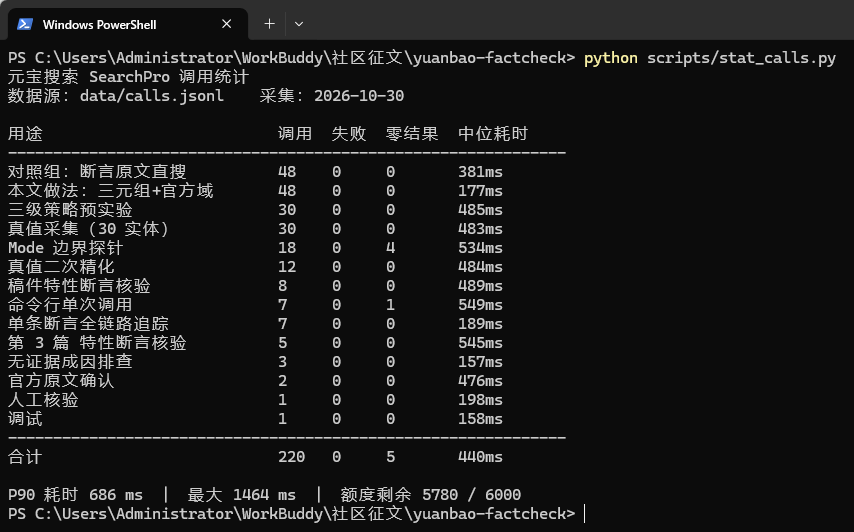 Windows PowerShell
PS C:\Users\Administrator\WorkBuddy\社区征文\yuanbao-factcheck> python scripts/stat_calls.py
元宝搜索 SearchPro 调用统计
数据源: data/calls.jsonl 采集: 2026-10-30
用途 调用 失败 零结果 中位耗时
------------------------------------------------------------
对照组: 断言原文直搜 48 0 0 381ms
本文做法: 三元组+官方域 48 0 0 177ms
三级策略预实验 30 0 0 485ms
真值采集 (30 实体) 30 0 0 483ms
Mode 边界探针 18 0 4 534ms
真值二次精化 12 0 0 484ms
稿件特性断言核验 8 0 0 489ms
命令行单次调用 7 0 1 549ms
单条断言全链路追踪 7 0 0 189ms
第 3 篇 特性断言核验 5 0 0 545ms
无证据成因排查 3 0 0 157ms
官方原文确认 2 0 0 476ms
人工核验 1 0 0 198ms
调试 1 0 0 158ms
------------------------------------------------------------
合计 220 0 5 440ms
P90 耗时 686 ms | 最大 1464 ms | 额度剩余 5780 / 6000
PS C:\Users\Administrator\WorkBuddy\社区征文\yuanbao-factcheck>